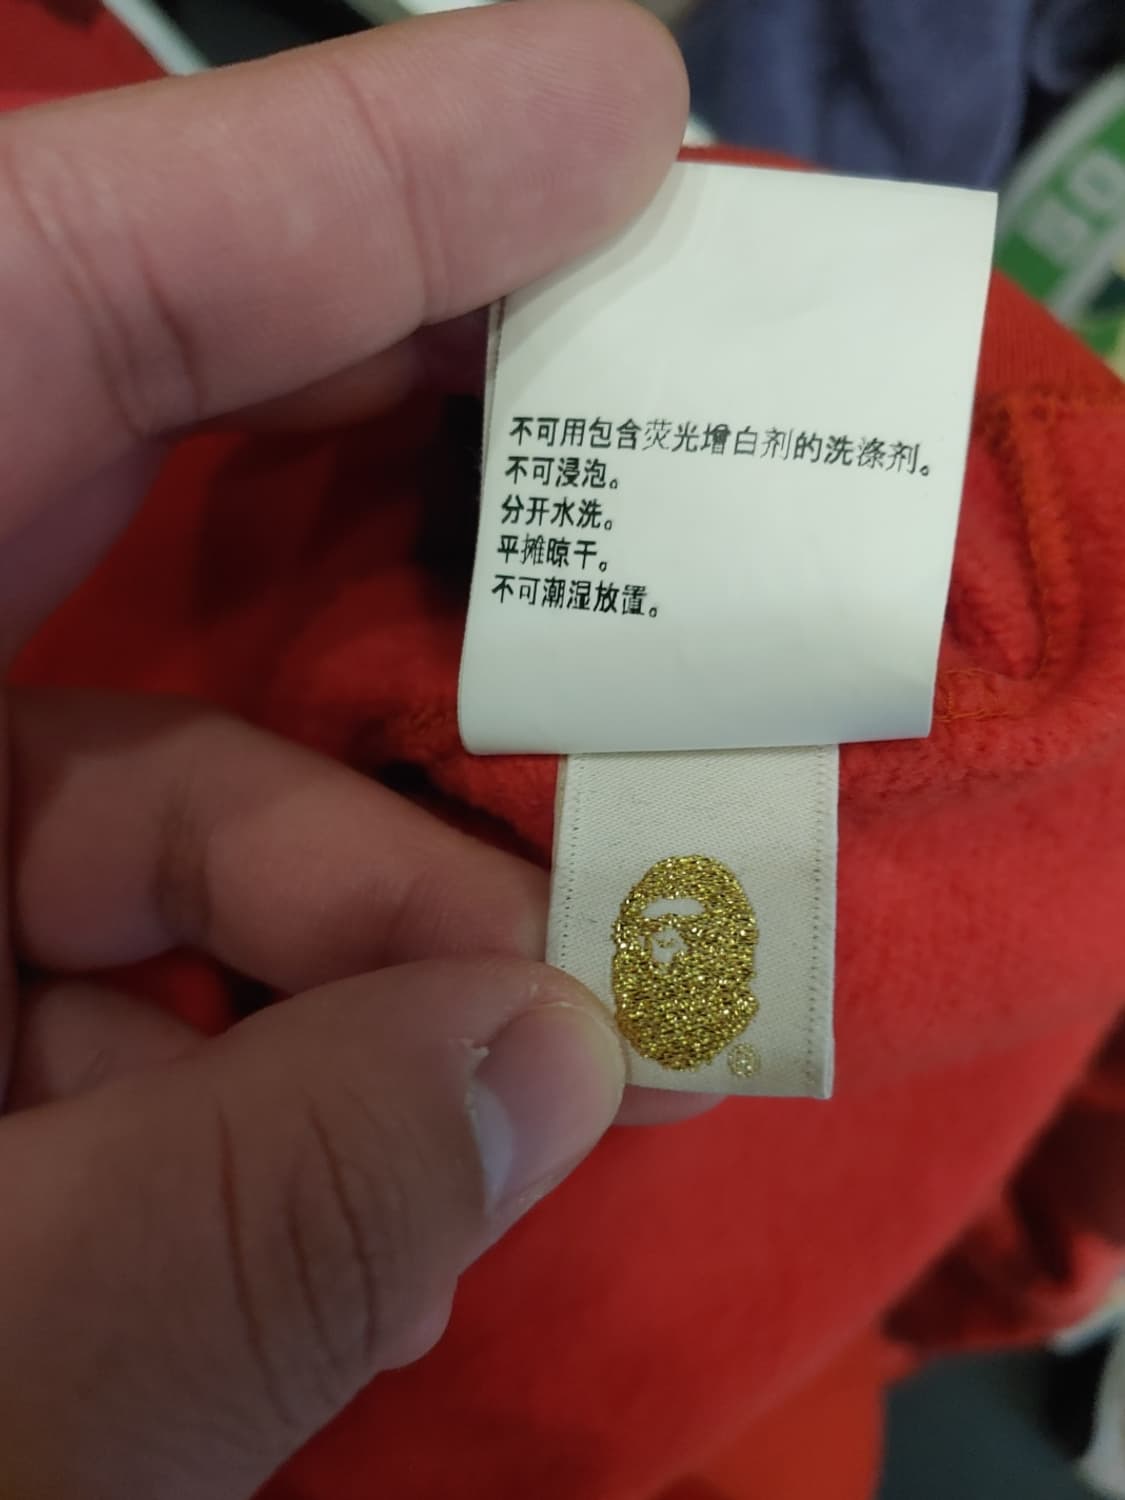 不可用包含荧光增白剂的洗涤剂。
不可浸泡。
分开水洗。
平摊晾干。
不可潮湿放置。